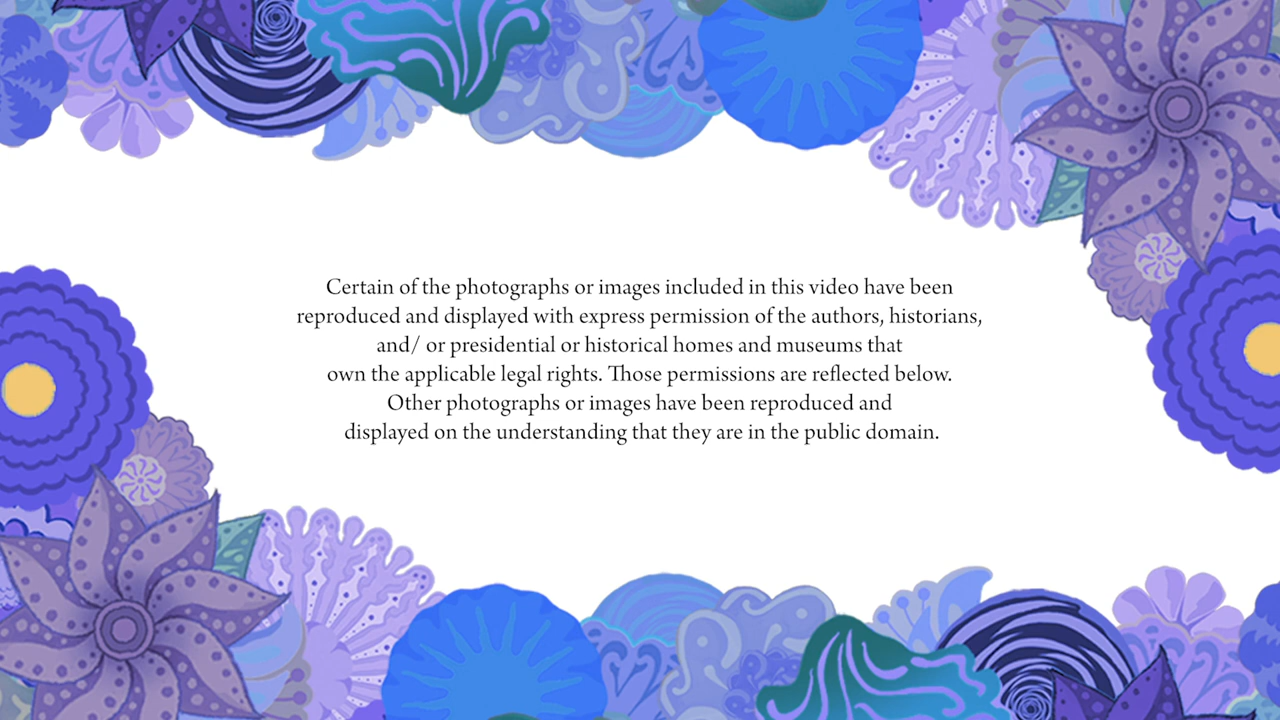 Certain of the photographs or images included in this video have been
reproduced and displayed with express permission of the authors, historians,
and/ or presidential or historical homes and museums that
own the applicable legal rights. Those permissions are reflected below.
Other photographs or images have been reproduced and
displayed on the understanding that they are in the public domain.